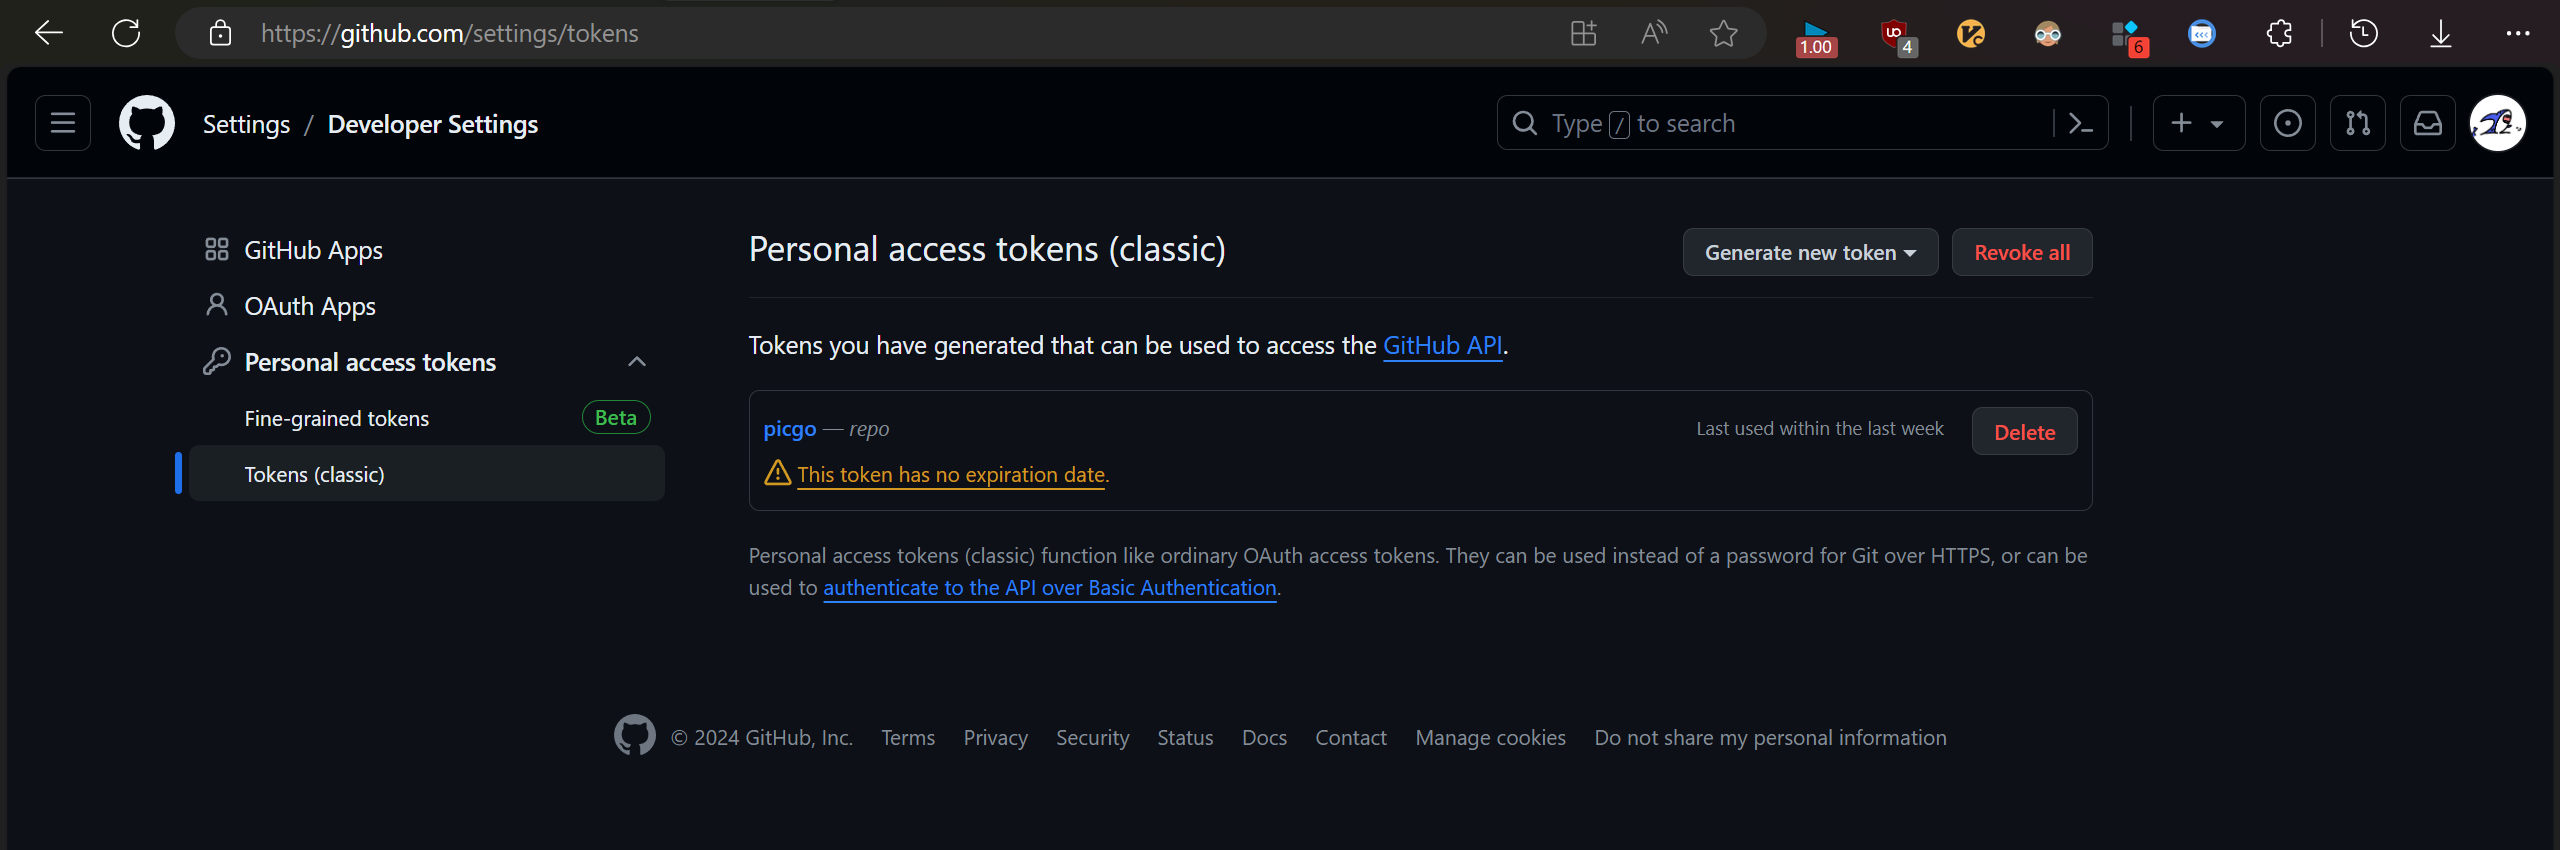 https://github.com/settings/tokens
1.00
4
6
Settings / Developer Settings
Type / to search
GitHub Apps
OAuth Apps
Personal access tokens
Fine-grained tokens Beta
Tokens (classic)
Personal access tokens (classic)
Generate new token
Revoke all
Tokens you have generated that can be used to access the GitHub API.
picgo — repo
Last used within the last week
Delete
This token has no expiration date.
Personal access tokens (classic) function like ordinary OAuth access tokens. They can be used instead of a password for Git over HTTPS, or can be
used to authenticate to the API over Basic Authentication.
© 2024 GitHub, Inc. Terms Privacy Security Status Docs Contact Manage cookies Do not share my personal information